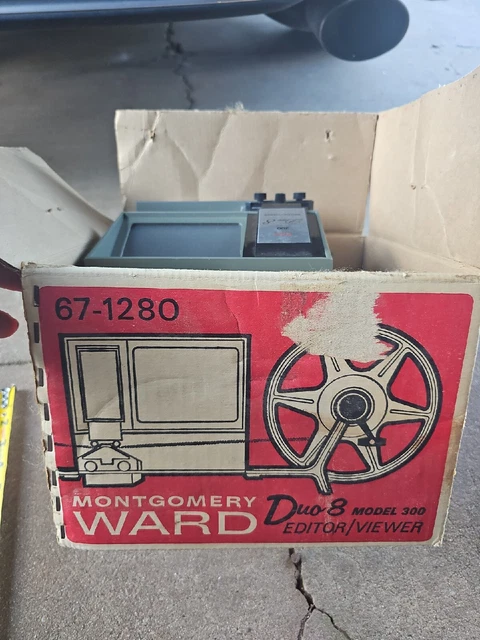 67-1280
MONTGOMERY
WARD
Duo 8 MODEL 300
EDITOR/VIEWER